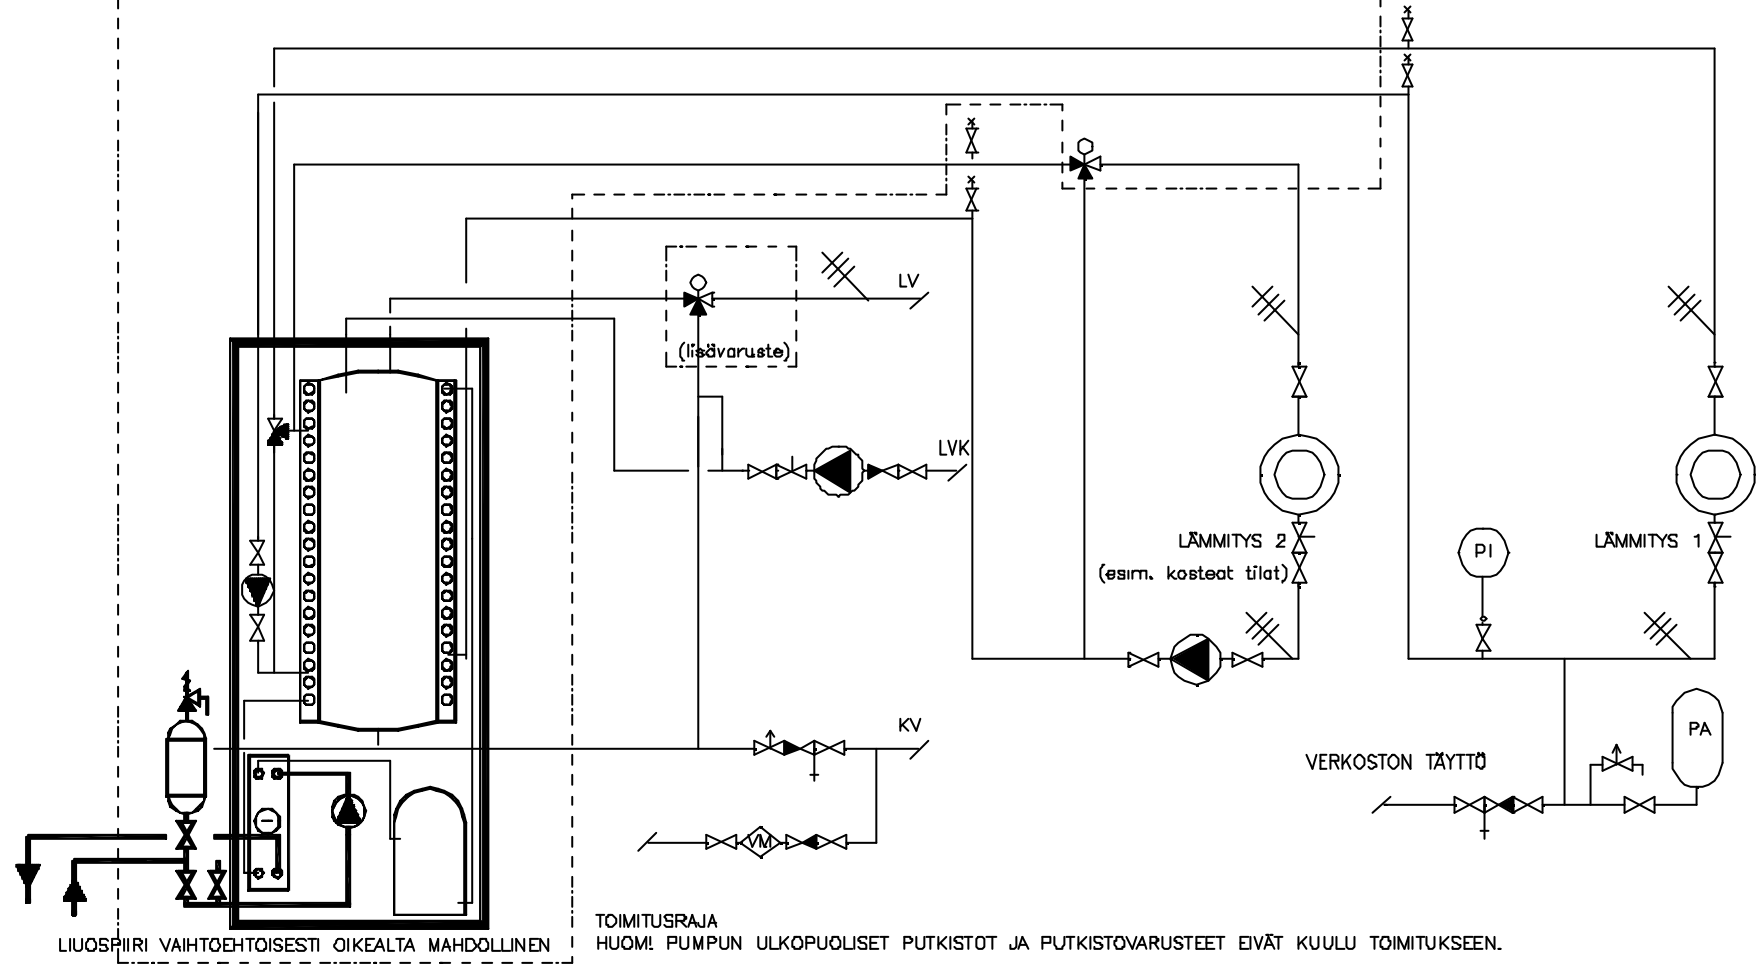 LV
(lisävaruste)
LVK
LÄMMITYS 2
(esim. kosteat tilat)
PI
LÄMMITYS 1
KV
PA
VERKOSTON TÄYTTÖ
VM
TOIMITUSRAJA
LIUOSPIIRI VAIHTOEHTOISESTI OIKEALTA MAHDOLLINEN
HUOM! PUMPUN ULKOPUOLISET PUTKISTOT JA PUTKISTOVARUSTEET EIVÄT KUULU TOIMITUKSEEN.